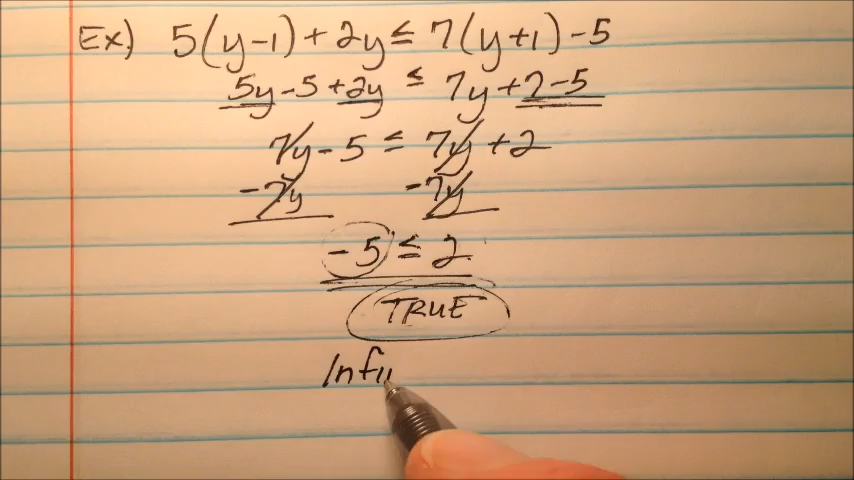 Ex) 5(y-1)+2y≤ 7(y+1)-5
5y-5+2y ≤ 7y+7-5
7y-5 ≤ 7y+2
-7y -7y
-5 ≤ 2
TRUE
Infi